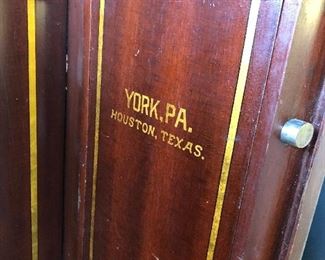 YORK, PA.
HOUSTON, TEXAS.